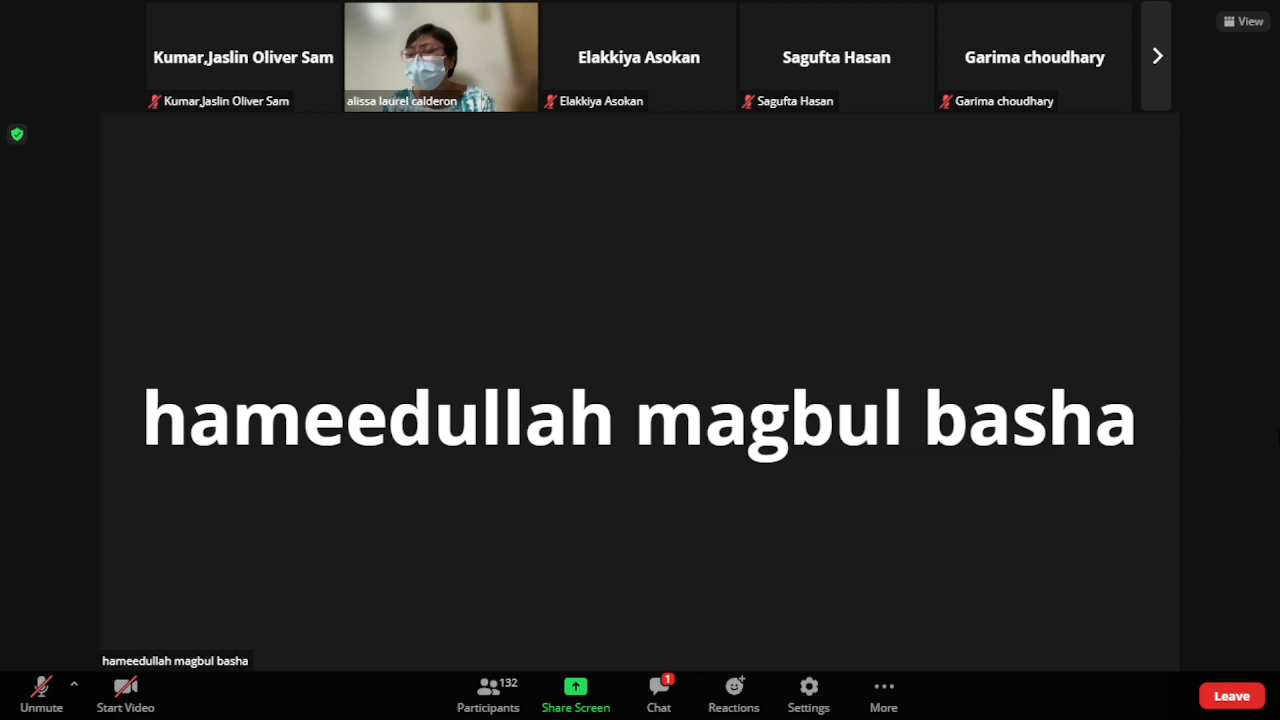 Kumar,Jaslin Oliver Sam
Elakkiya Asokan
Sagufta Hasan
Garima choudhary
View
Kumar,Jaslin Oliver Sam
alissa laurel calderon
Elakkiya Asokan
Sagufta Hasan
Garima choudhary
hameedullah magbul basha
hameedullah magbul basha
132
1
Unmute
Start Video
Participants
Share Screen
Chat
Reactions
Settings
More
Leave